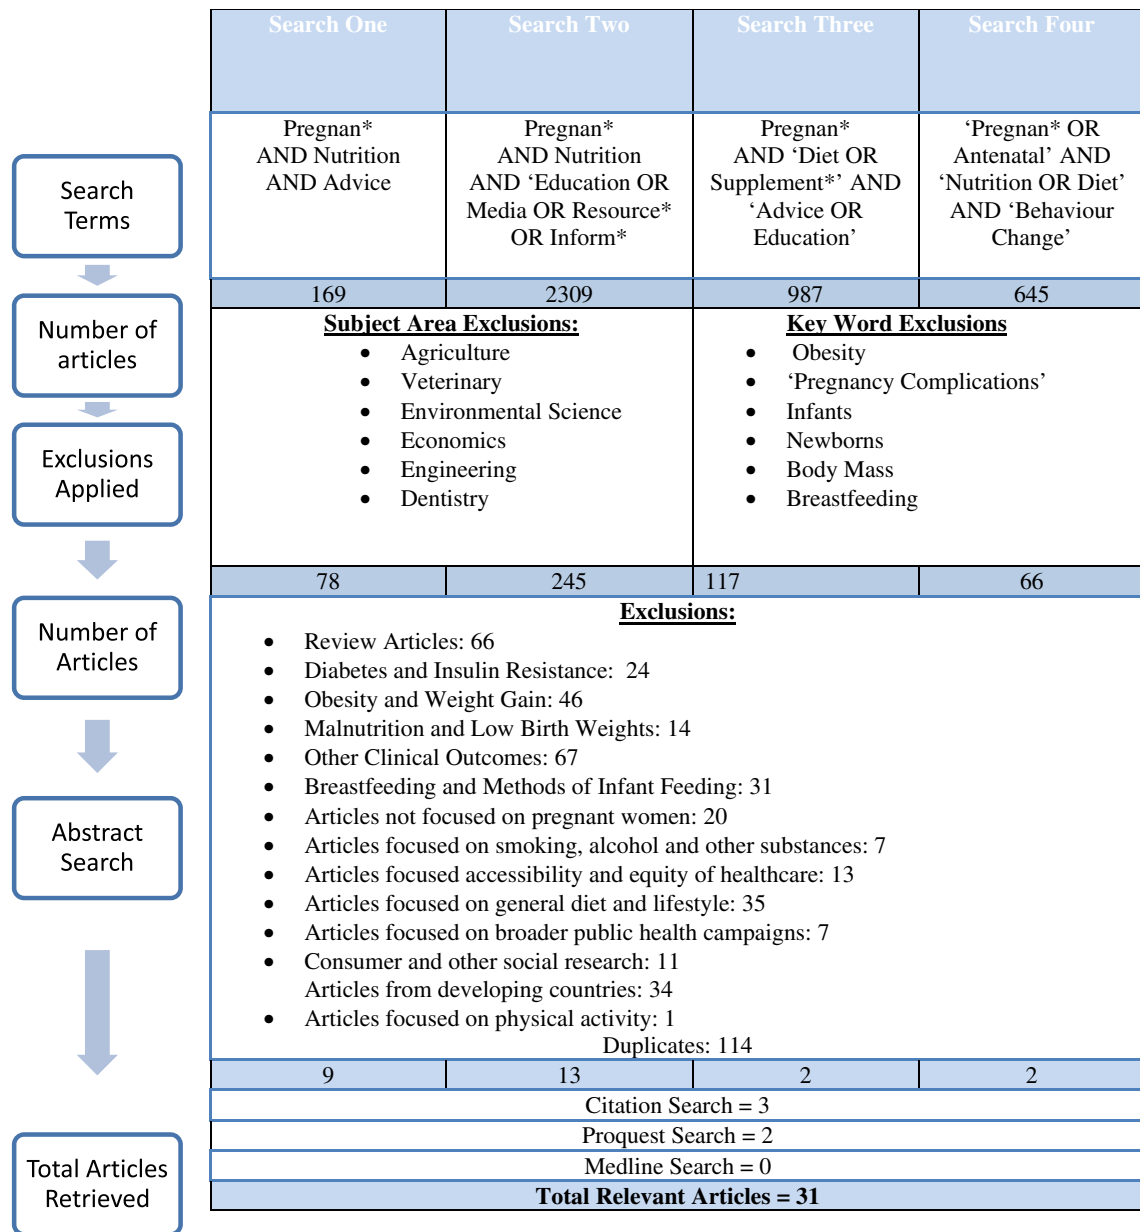 Search One
Search Two
Search Three
Search Four
Search
Terms
Pregnan*
AND Nutrition
AND Advice
Pregnan*
AND Nutrition
AND ‘Education OR
Media OR Resource*
OR Inform*
Pregnan*
AND ‘Diet OR
Supplement*’ AND
‘Advice OR
Education’
‘Pregnan* OR
Antenatal’ AND
‘Nutrition OR Diet’
AND ‘Behaviour
Change’
Number of
articles
169
2309
987
645
Exclusions
Applied
Subject Area Exclusions:
• Agriculture
• Veterinary
• Environmental Science
• Economics
• Engineering
• Dentistry
Key Word Exclusions
• Obesity
• ‘Pregnancy Complications’
• Infants
• Newborns
• Body Mass
• Breastfeeding
Number of
Articles
78
245
117
66
Abstract
Search
Exclusions:
• Review Articles: 66
• Diabetes and Insulin Resistance: 24
• Obesity and Weight Gain: 46
• Malnutrition and Low Birth Weights: 14
• Other Clinical Outcomes: 67
• Breastfeeding and Methods of Infant Feeding: 31
• Articles not focused on pregnant women: 20
• Articles focused on smoking, alcohol and other substances: 7
• Articles focused accessibility and equity of healthcare: 13
• Articles focused on general diet and lifestyle: 35
• Articles focused on broader public health campaigns: 7
• Consumer and other social research: 11
Articles from developing countries: 34
• Articles focused on physical activity: 1
Duplicates: 114
9
13
2
2
Total Articles
Retrieved
Citation Search = 3
Proquest Search = 2
Medline Search = 0
Total Relevant Articles = 31